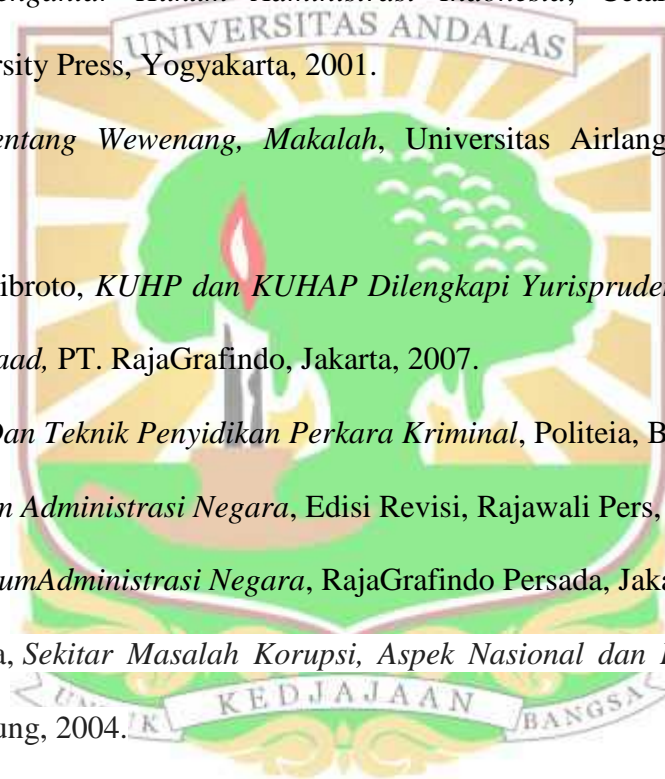 Hukum Administrasi Indonesia,
UNIVERSITAS ANDALAS
rsity Press, Yogyakarta, 2001.
entang Wewenang, Makalah, Universitas Airlang
ibroto, KUHP dan KUHAP Dilengkapi Yurisprude
aad, PT. RajaGrafindo, Jakarta, 2007.
Dan Teknik Penyidikan Perkara Kriminal, Politeia, B
m Administrasi Negara, Edisi Revisi, Rajawali Pers,
umAdministrasi Negara, RajaGrafindo Persada, Jaka
a, Sekitar Masalah Korupsi, Aspek Nasional dan
UNTUK KEDJAJAAN BANGSA
ung, 2004.